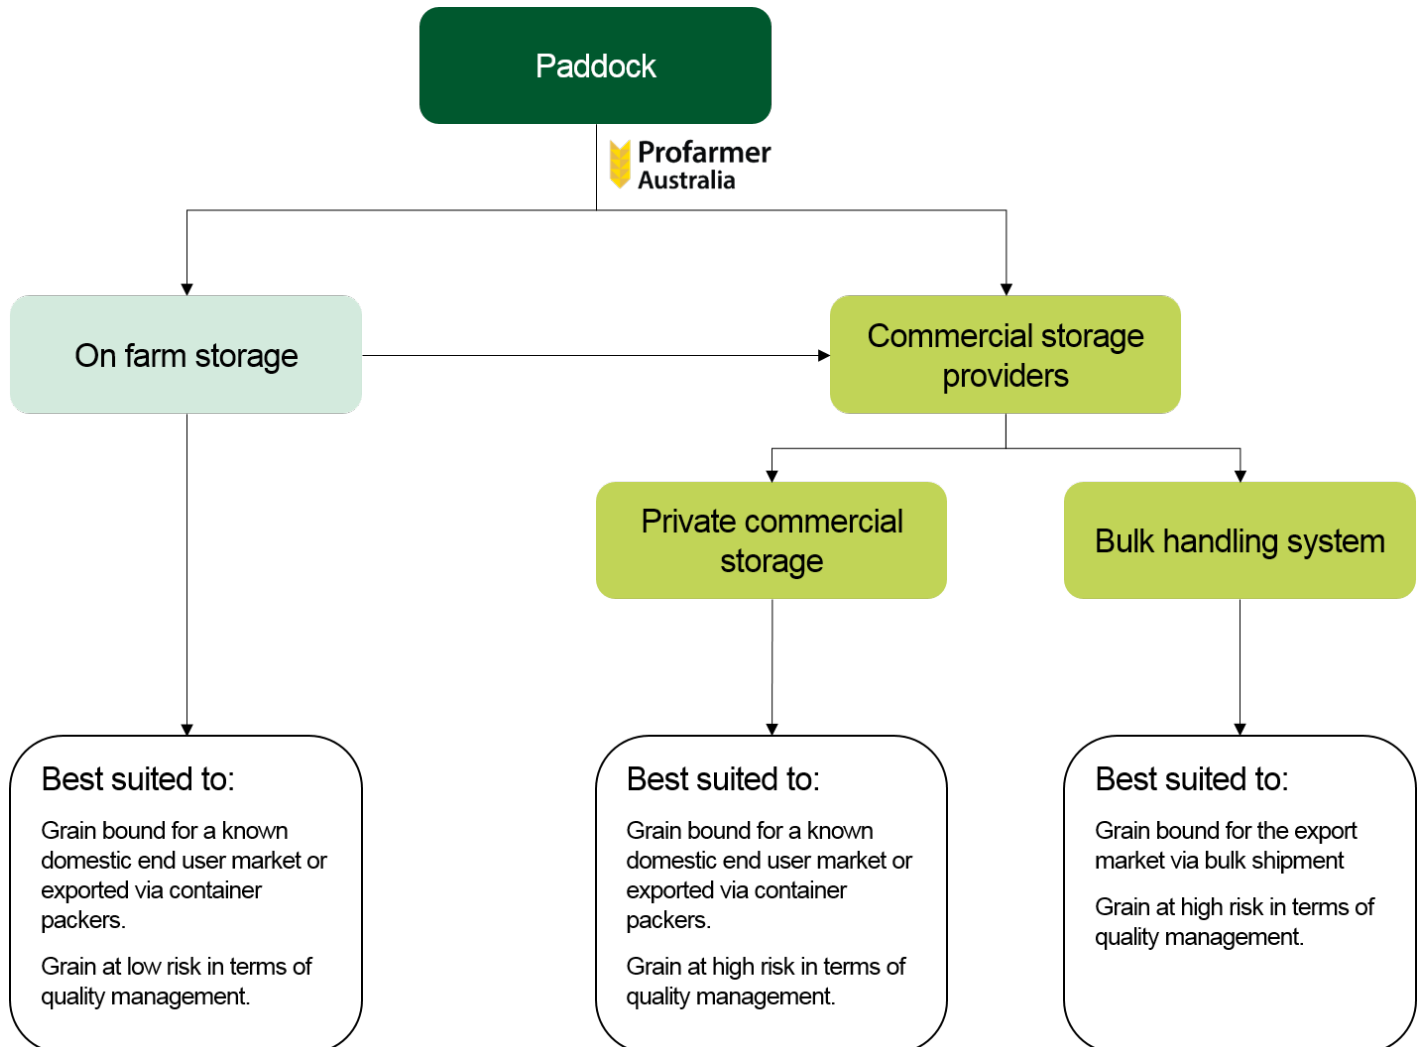 Paddock
Profarmer
Australia
On farm storage
Commercial storage
providers
Private commercial
storage
Bulk handling system
Best suited to:
Grain bound for a known
domestic end user market or
exported via container
packers.
Grain at low risk in terms of
quality management.
Best suited to:
Grain bound for a known
domestic end user market or
exported via container
packers.
Grain at high risk in terms of
quality management.
Best suited to:
Grain bound for the export
market via bulk shipment
Grain at high risk in terms of
quality management.